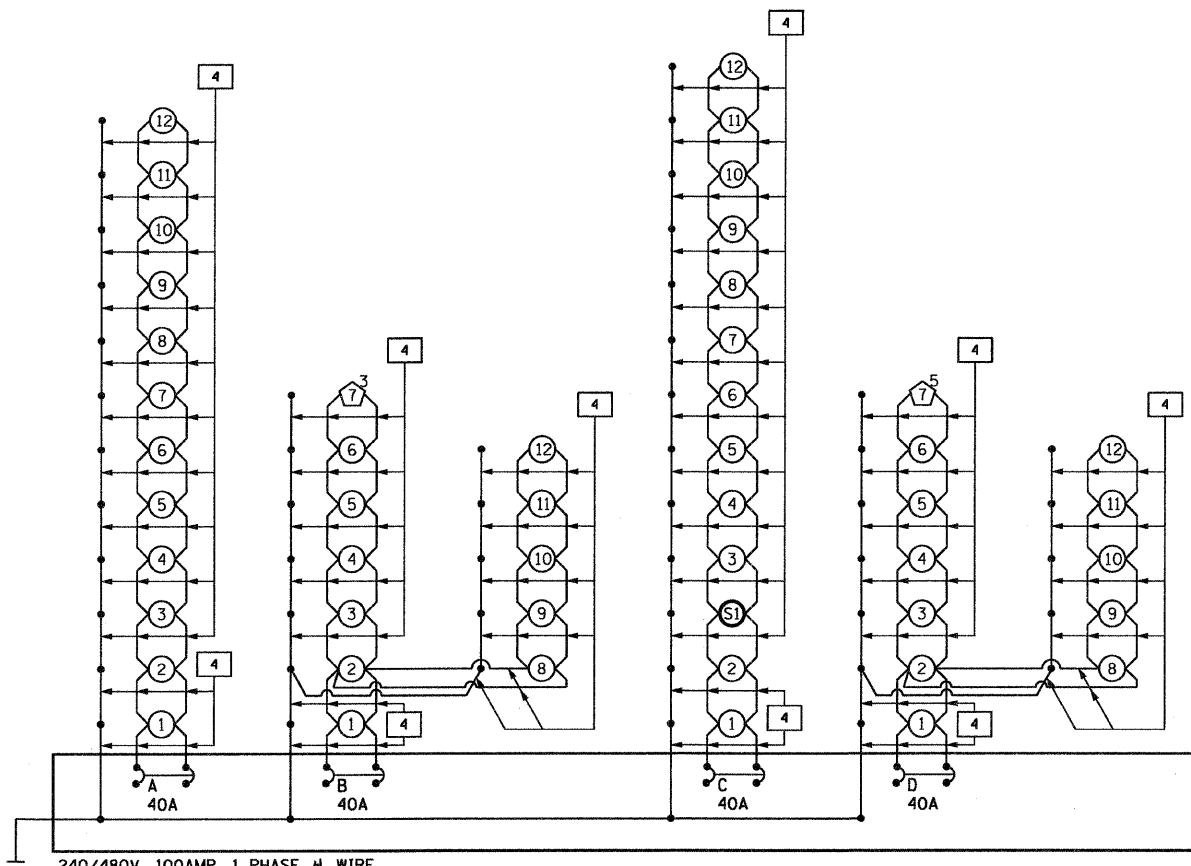 4
12
4
12 11
11 10
10 9
9 8
8 7
4 4
3 5
7 7 6 7
4 4
6 6 12 5 6 12
5 5 11 4 5 11
4 4 10 3 4 10
3 3 9 S1 3 9
4
2 2 8 2 2 8
1 1 4 1 4 1 4
A B C D
40A 40A 40A 40A
240/480V, 100AMP, 1 PHASE, WIRE